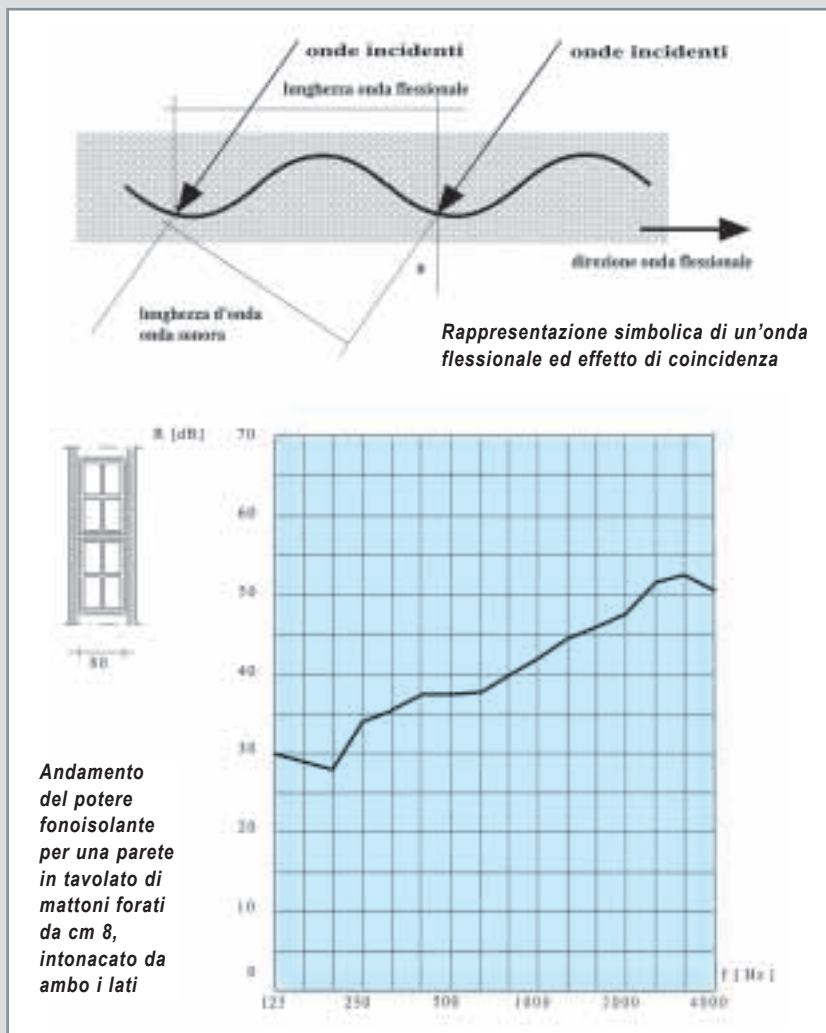 onde incidenti
onde incidenti
lunghezza onda flessionale
direzione onda flessionale
lunghezza d'onda
onda sonora
Rappresentazione simbolica di un'onda
flessionale ed effetto di coincidenza
R [dB]
70
60
50
40
30
20
10
0
80
125 250 500 1000 2000 4000
f [Hz]
Andamento
del potere
fonoisolante
per una parete
in tavolato di
mattoni forati
da cm 8,
intonacato da
ambo i lati